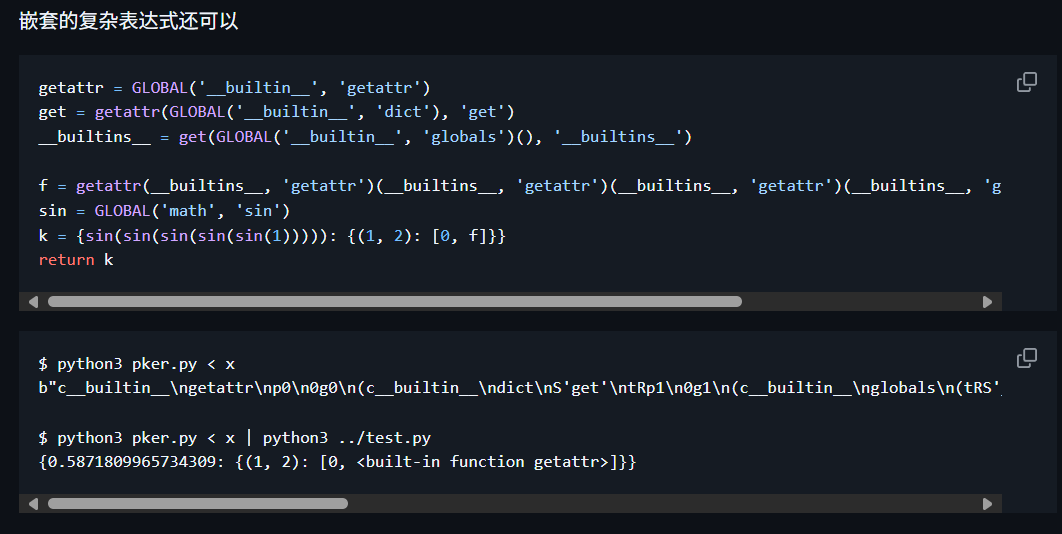 嵌套的复杂表达式还可以
getattr = GLOBAL('__builtin__', 'getattr')
get = getattr(GLOBAL('__builtin__', 'dict'), 'get')
__builtins__ = get(GLOBAL('__builtin__', 'globals')(), '__builtins__')
f = getattr(__builtins__, 'getattr')(__builtins__, 'getattr')(__builtins__, 'getattr')(__builtins__, 'g
sin = GLOBAL('math', 'sin')
k = {sin(sin(sin(sin(sin(1))))): {(1, 2): [0, f]}}
return k
$ python3 pker.py < x
b"c__builtin__\ngetattr\np0\n0g0\n(c__builtin__\ndict\nS'get'\ntRp1\n0g1\n(c__builtin__\nglobals\n(tRS'_
$ python3 pker.py < x | python3 ../test.py
{0.5871809965734309: {(1, 2): [0, <built-in function getattr>]}}